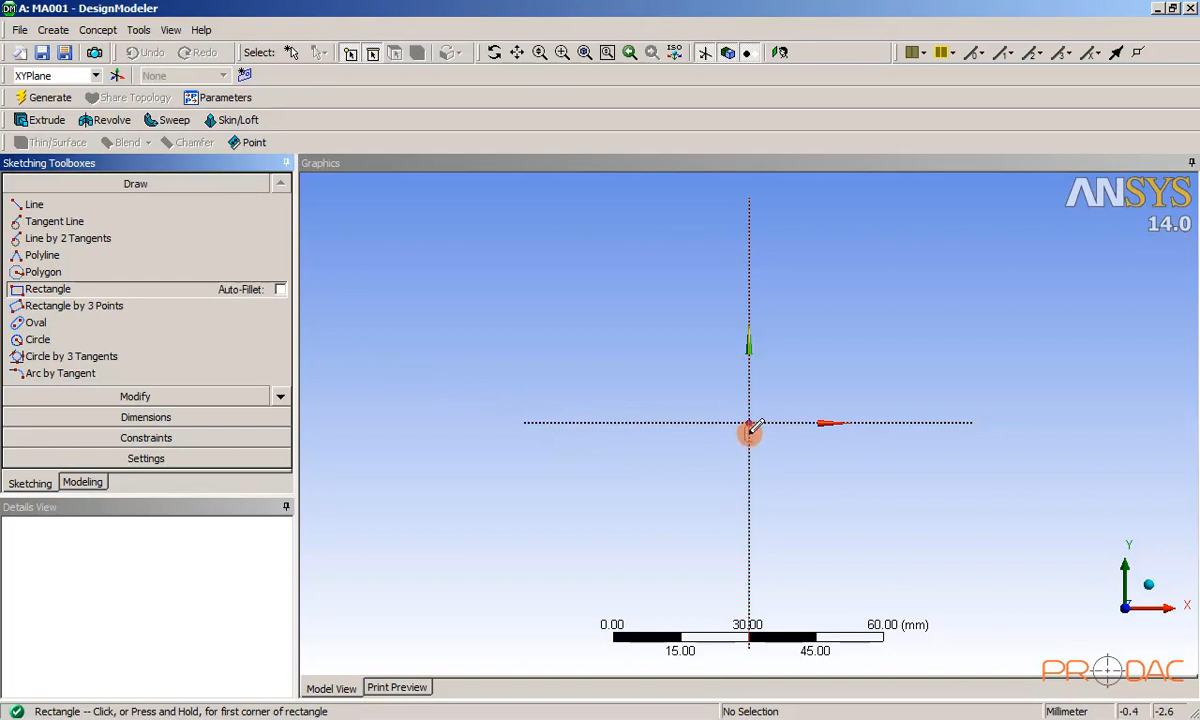 A: MA001 - DesignModeler
File Create Concept Tools View Help
Undo Redo Select:
XYPlane None
Generate Share Topology Parameters
Extrude Revolve Sweep Skin/Loft
Thin/Surface Blend Chamfer Point
Sketching Toolboxes
Draw
Line
Tangent Line
Line by 2 Tangents
Polyline
Polygon
Rectangle Auto-Fillet:
Rectangle by 3 Points
Oval
Circle
Circle by 3 Tangents
Arc by Tangent
Modify
Dimensions
Constraints
Settings
Sketching Modeling
Details View
Graphics
ANSYS
14.0
Y
X
0.00 30.00 60.00 (mm)
15.00 45.00
PRODAC
Model View Print Preview
Rectangle -- Click, or Press and Hold, for first corner of rectangle No Selection Millimeter -0.4 -2.6